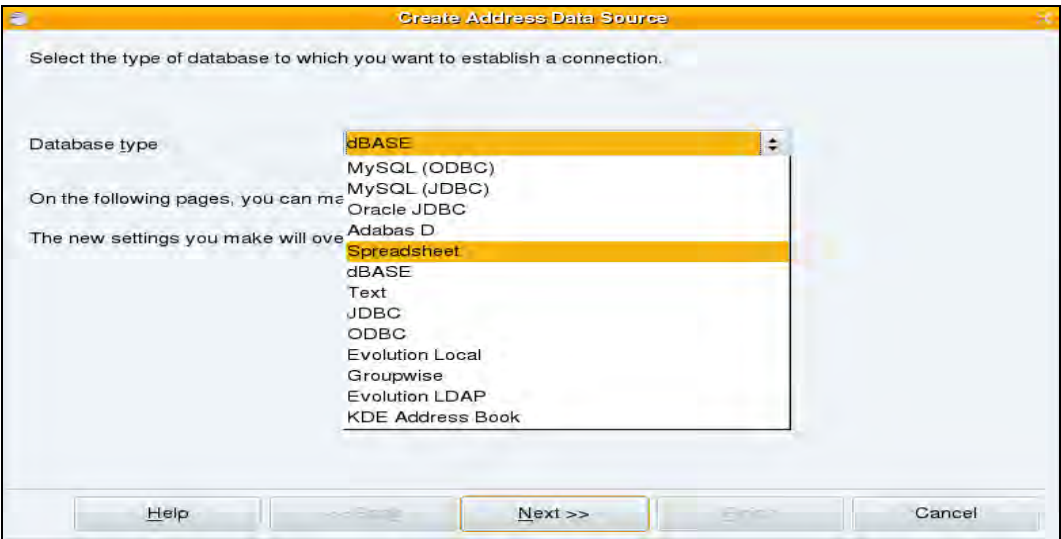 Create Address Data Source
Select the type of database to which you want to establish a connection.
Database type
dBASE
MySQL (ODBC)
MySQL (JDBC)
On the following pages, you can ma
Oracle JDBC
Adabas D
The new settings you make will ove
Spreadsheet
dBASE
Text
JDBC
ODBC
Evolution Local
Groupwise
Evolution LDAP
KDE Address Book
Help
Next >>
Cancel